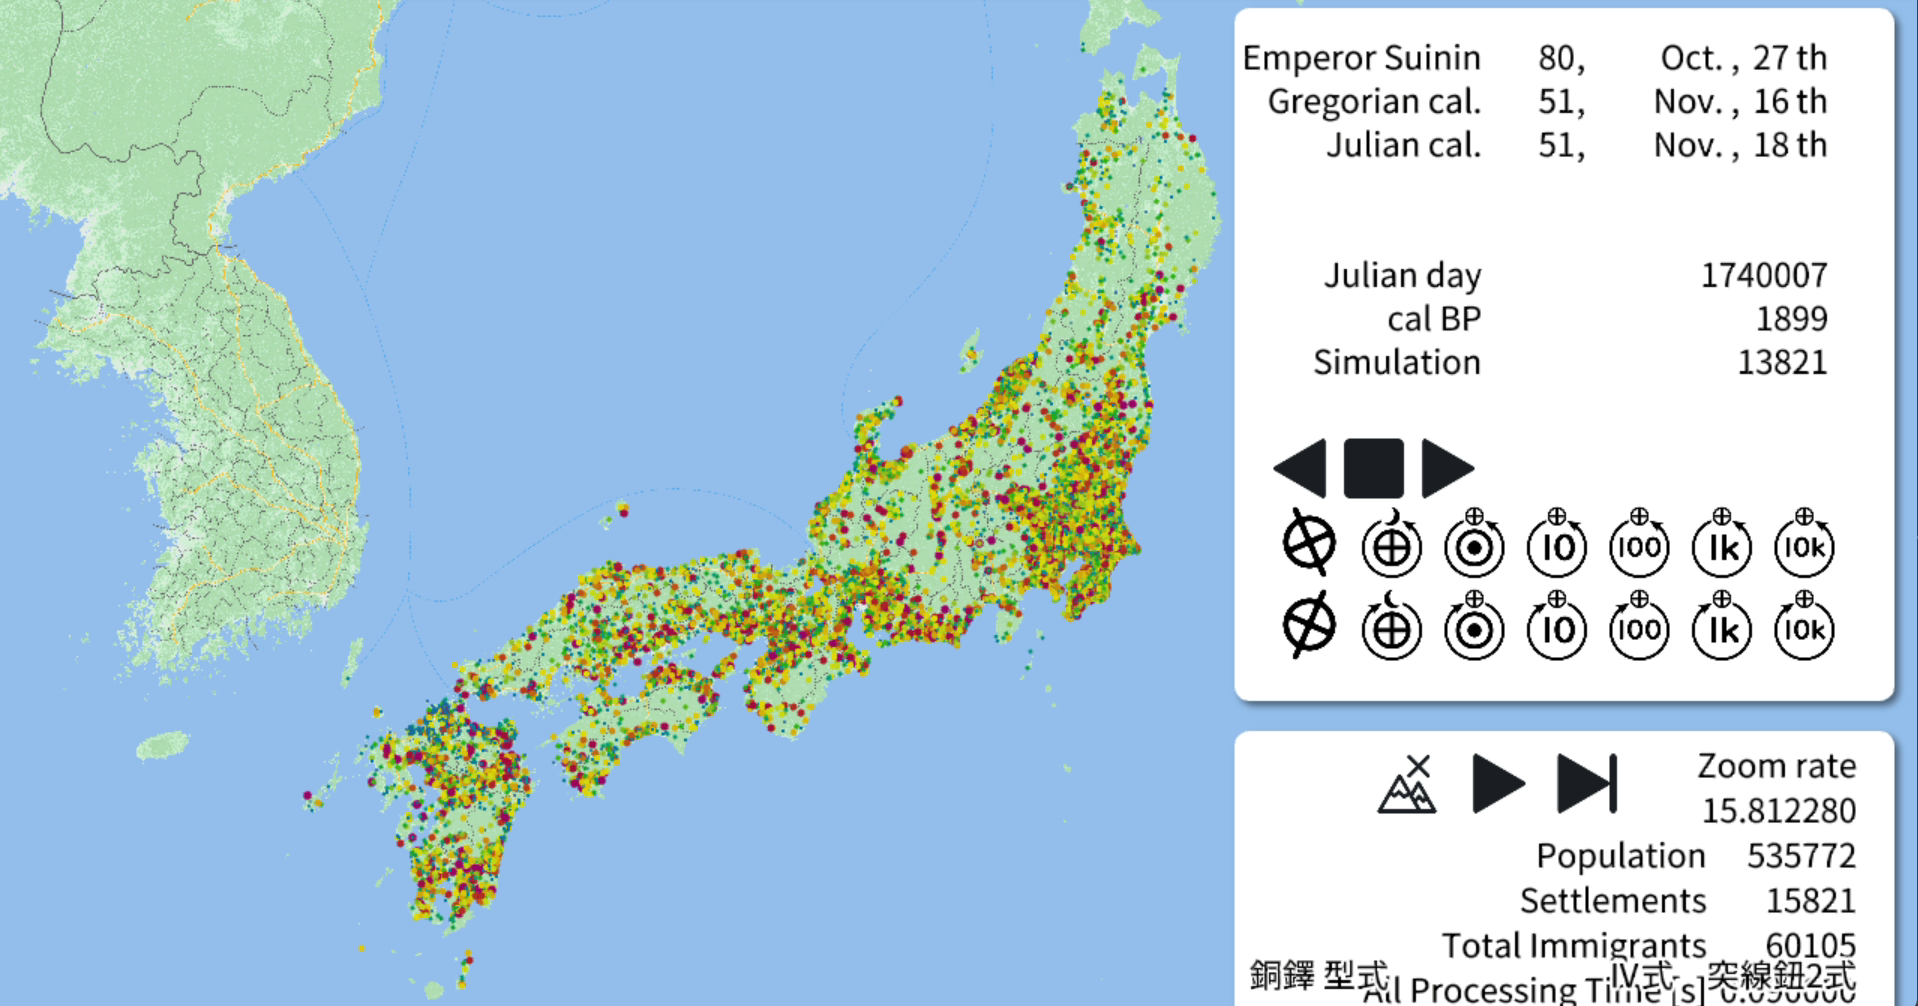 Emperor Suinin 80, Oct. , 27 th
Gregorian cal. 51, Nov. , 16 th
Julian cal. 51, Nov. , 18 th
Julian day 1740007
cal BP 1899
Simulation 13821
10 100 1k 10k
10 100 1k 10k
Zoom rate
15.812280
Population 535772
Settlements 15821
Total Immigrants 60105
銅鐸 型式 IV式 突線鈕2式
All Processing Time [s]